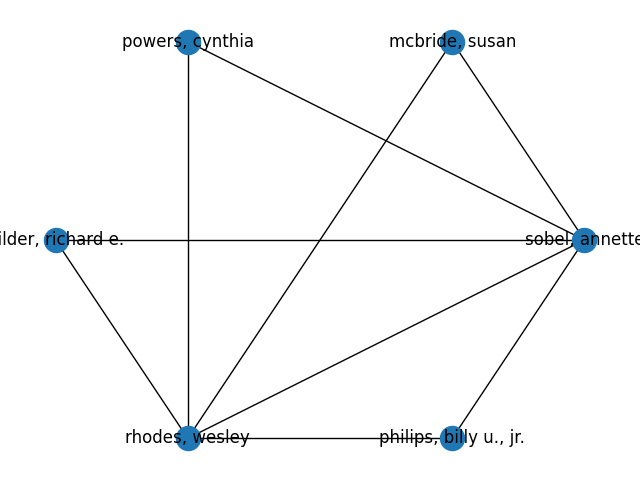 powers, cynthia
mcbride, susan
ilder, richard e.
sobel, annette
rhodes, wesley
philips, billy u., jr.